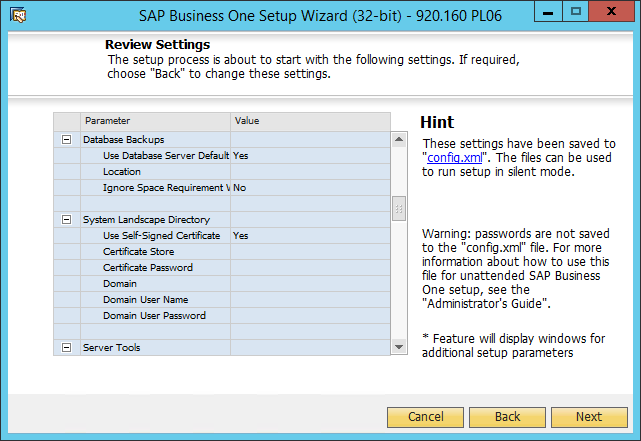 SAP Business One Setup Wizard (32-bit) - 920.160 PL06
Review Settings
The setup process is about to start with the following settings. If required,
choose "Back" to change these settings.
Parameter Value
Database Backups
Use Database Server Default Yes
Location
Ignore Space Requirement No
System Landscape Directory
Use Self-Signed Certificate Yes
Certificate Store
Certificate Password
Domain
Domain User Name
Domain User Password
Server Tools
Hint
These settings have been saved to
"config.xml". The files can be used
to run setup in silent mode.
Warning: passwords are not saved
to the "config.xml" file. For more
information about how to use this
file for unattended SAP Business
One setup, see the
"Administrator's Guide".
* Feature will display windows for
additional setup parameters
Cancel Back Next